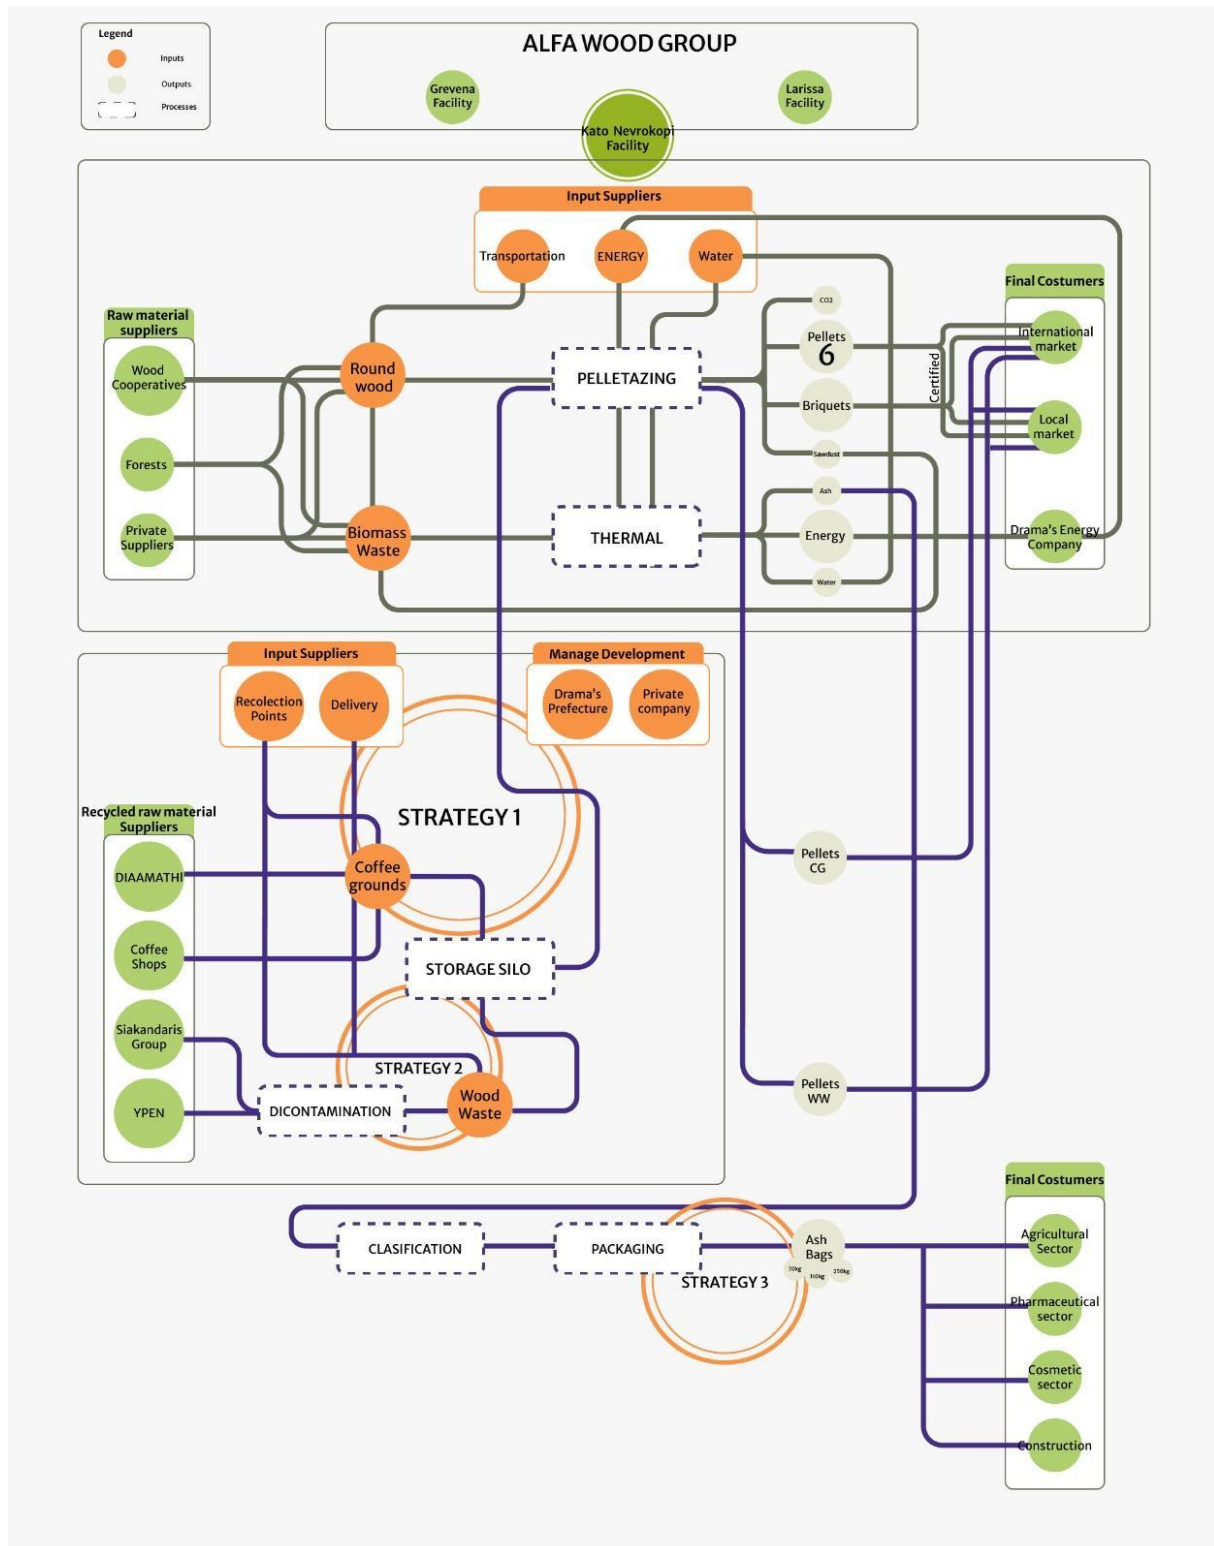 Legend
Inputs
Outputs
Processes
ALFA WOOD GROUP
Grevena
Facility
Larissa
Facility
Kato Nevrokopi
Facility
Input Suppliers
Transportation
ENERGY
Water
Raw material
suppliers
Wood
Cooperatives
Forests
Private
Suppliers
Round
wood
Biomass
Waste
PELLETAZING
THERMAL
CO2
Pellets
6
Briquets
Sawdust
Ash
Energy
Water
Certified
Final Costumers
International
market
Local
market
Drama's Energy
Company
Input Suppliers
Recolection
Points
Delivery
Manage Development
Drama's
Prefecture
Private
company
STRATEGY 1
Recycled raw material
Suppliers
DIAAMATHI
Coffee
Shops
Siakandaris
Group
YPEN
Coffee
grounds
STORAGE SILO
STRATEGY 2
DICONTAMINATION
Wood
Waste
Pellets
CG
Pellets
WW
CLASIFICATION
PACKAGING
STRATEGY 3
Ash
Bags
110kg
250kg
Final Costumers
Agricultural
Sector
Pharmaceutical
sector
Cosmetic
sector
Construction